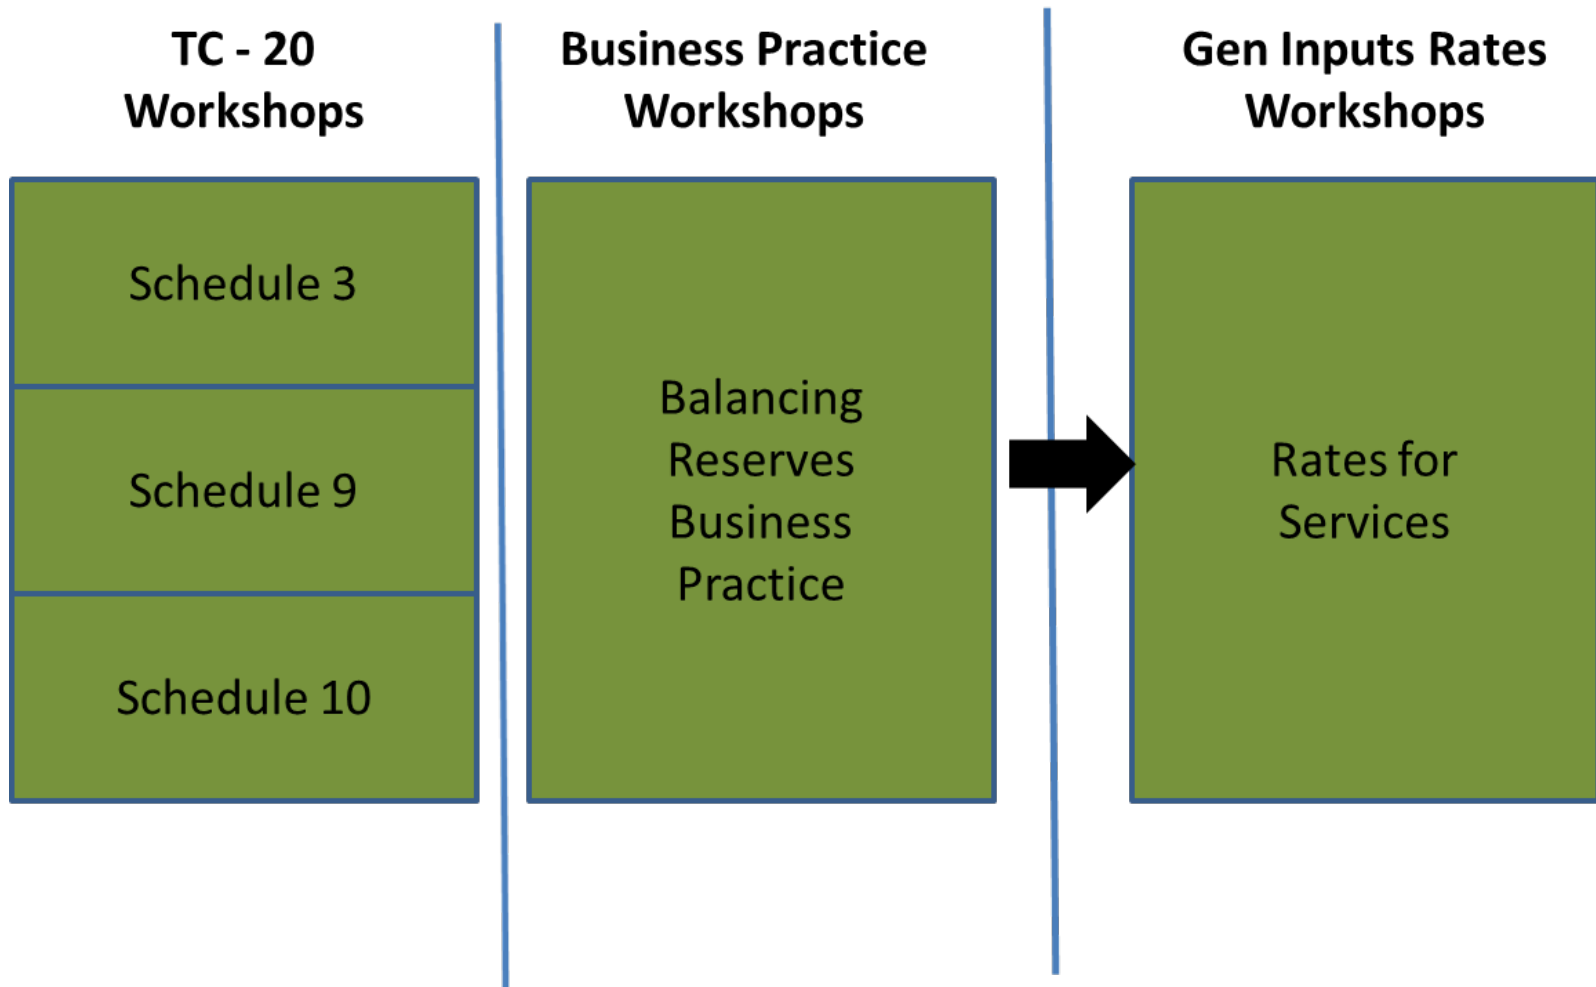 TC - 20
Workshops
Schedule 3
Schedule 9
Schedule 10
Business Practice
Workshops
Balancing
Reserves
Business
Practice
Gen Inputs Rates
Workshops
Rates for
Services